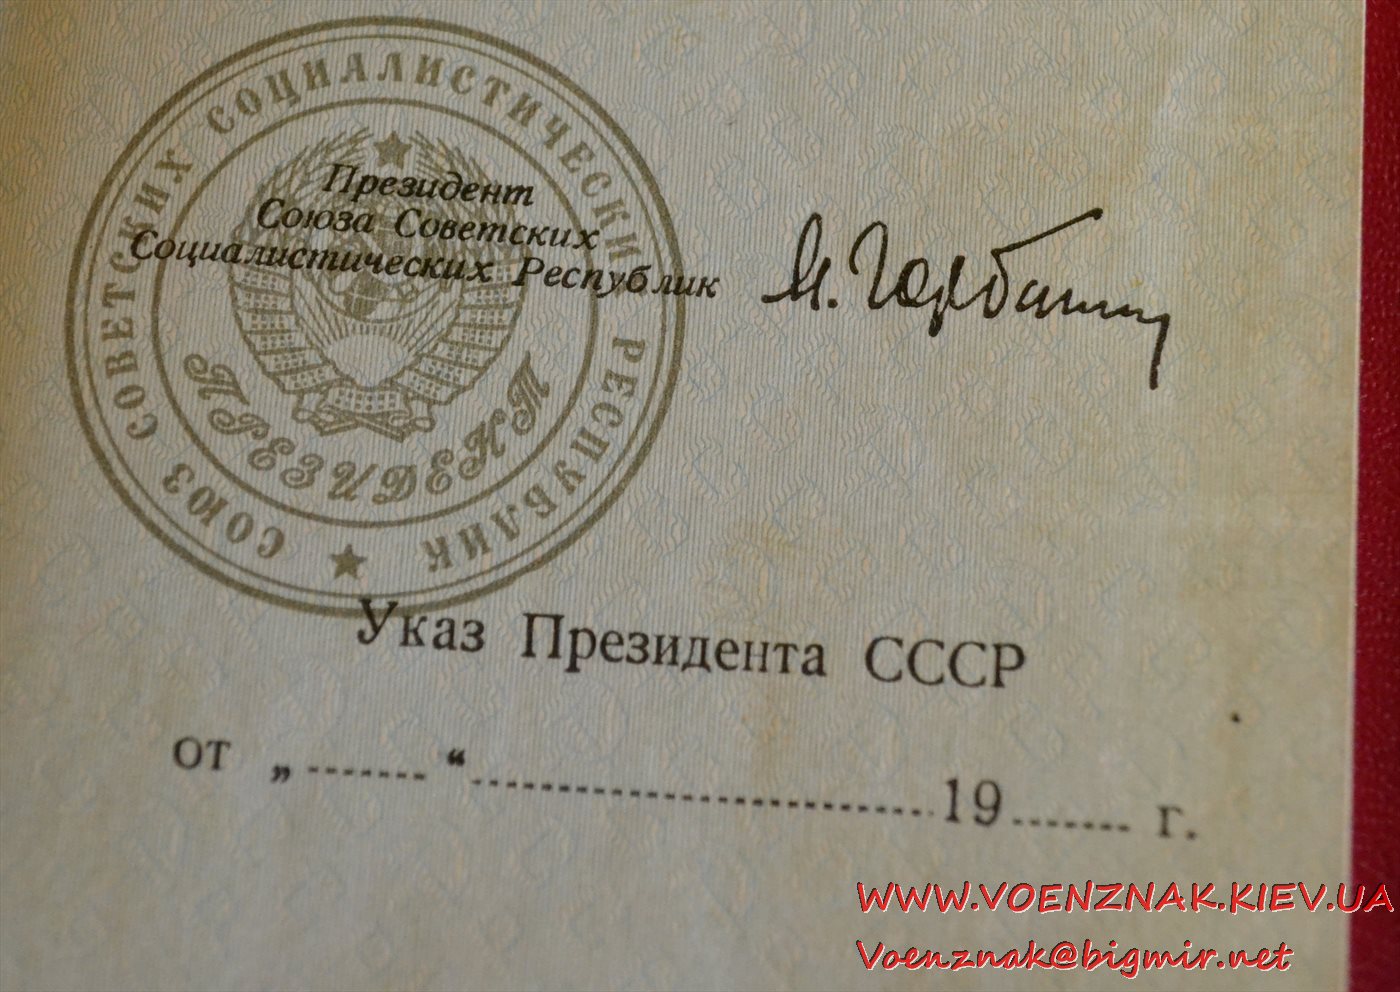 СОЮЗ СОВЕТСКИХ СОЦИАЛИСТИЧЕСКИХ РЕСПУБЛИК
Президент
Союза Советских
Социалистических Республик
М. Горбачев
ПРЕЗИДЕНТ
Указ Президента СССР
от „ ....... “ ............................ 19 ....... г.
WWW.VOENZNAK.KIEV.UA
Voenznak@bigmir.net